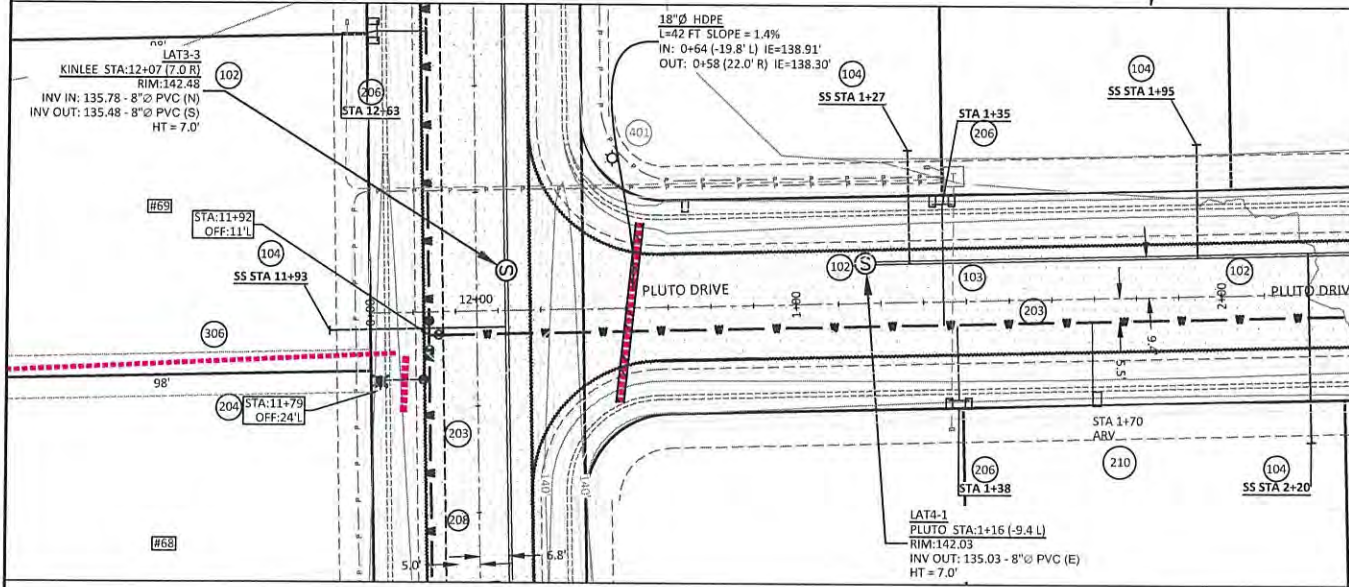 LAT3-3
KINLEE STA:12+07 (7.0 R)
RIM:142.48
INV IN: 135.78 - 8"Ø PVC (N)
INV OUT: 135.48 - 8"Ø PVC (S)
HT = 7.0'
102
206
STA 12+63
18"Ø HDPE
L=42 FT SLOPE = 1.4%
IN: 0+64 (-19.8' L) IE=138.91'
OUT: 0+58 (22.0' R) IE=138.30'
401
104
SS STA 1+27
STA 1+35
206
104
SS STA 1+95
#69
STA:11+92
OFF:11'L
104
SS STA 11+93
12+00
S
PLUTO DRIVE
102
S
103
1+00
203
102
2+00
PLUTO DRIV
9.4'
5.5'
306
98'
204
STA:11+79
OFF:24'L
203
208
#68
5.0'
6.8'
140'
140'
206
STA 1+38
STA 1+70
ARV
210
104
SS STA 2+20
LAT4-1
PLUTO STA:1+16 (-9.4 L)
RIM:142.03
INV OUT: 135.03 - 8"Ø PVC (E)
HT = 7.0'